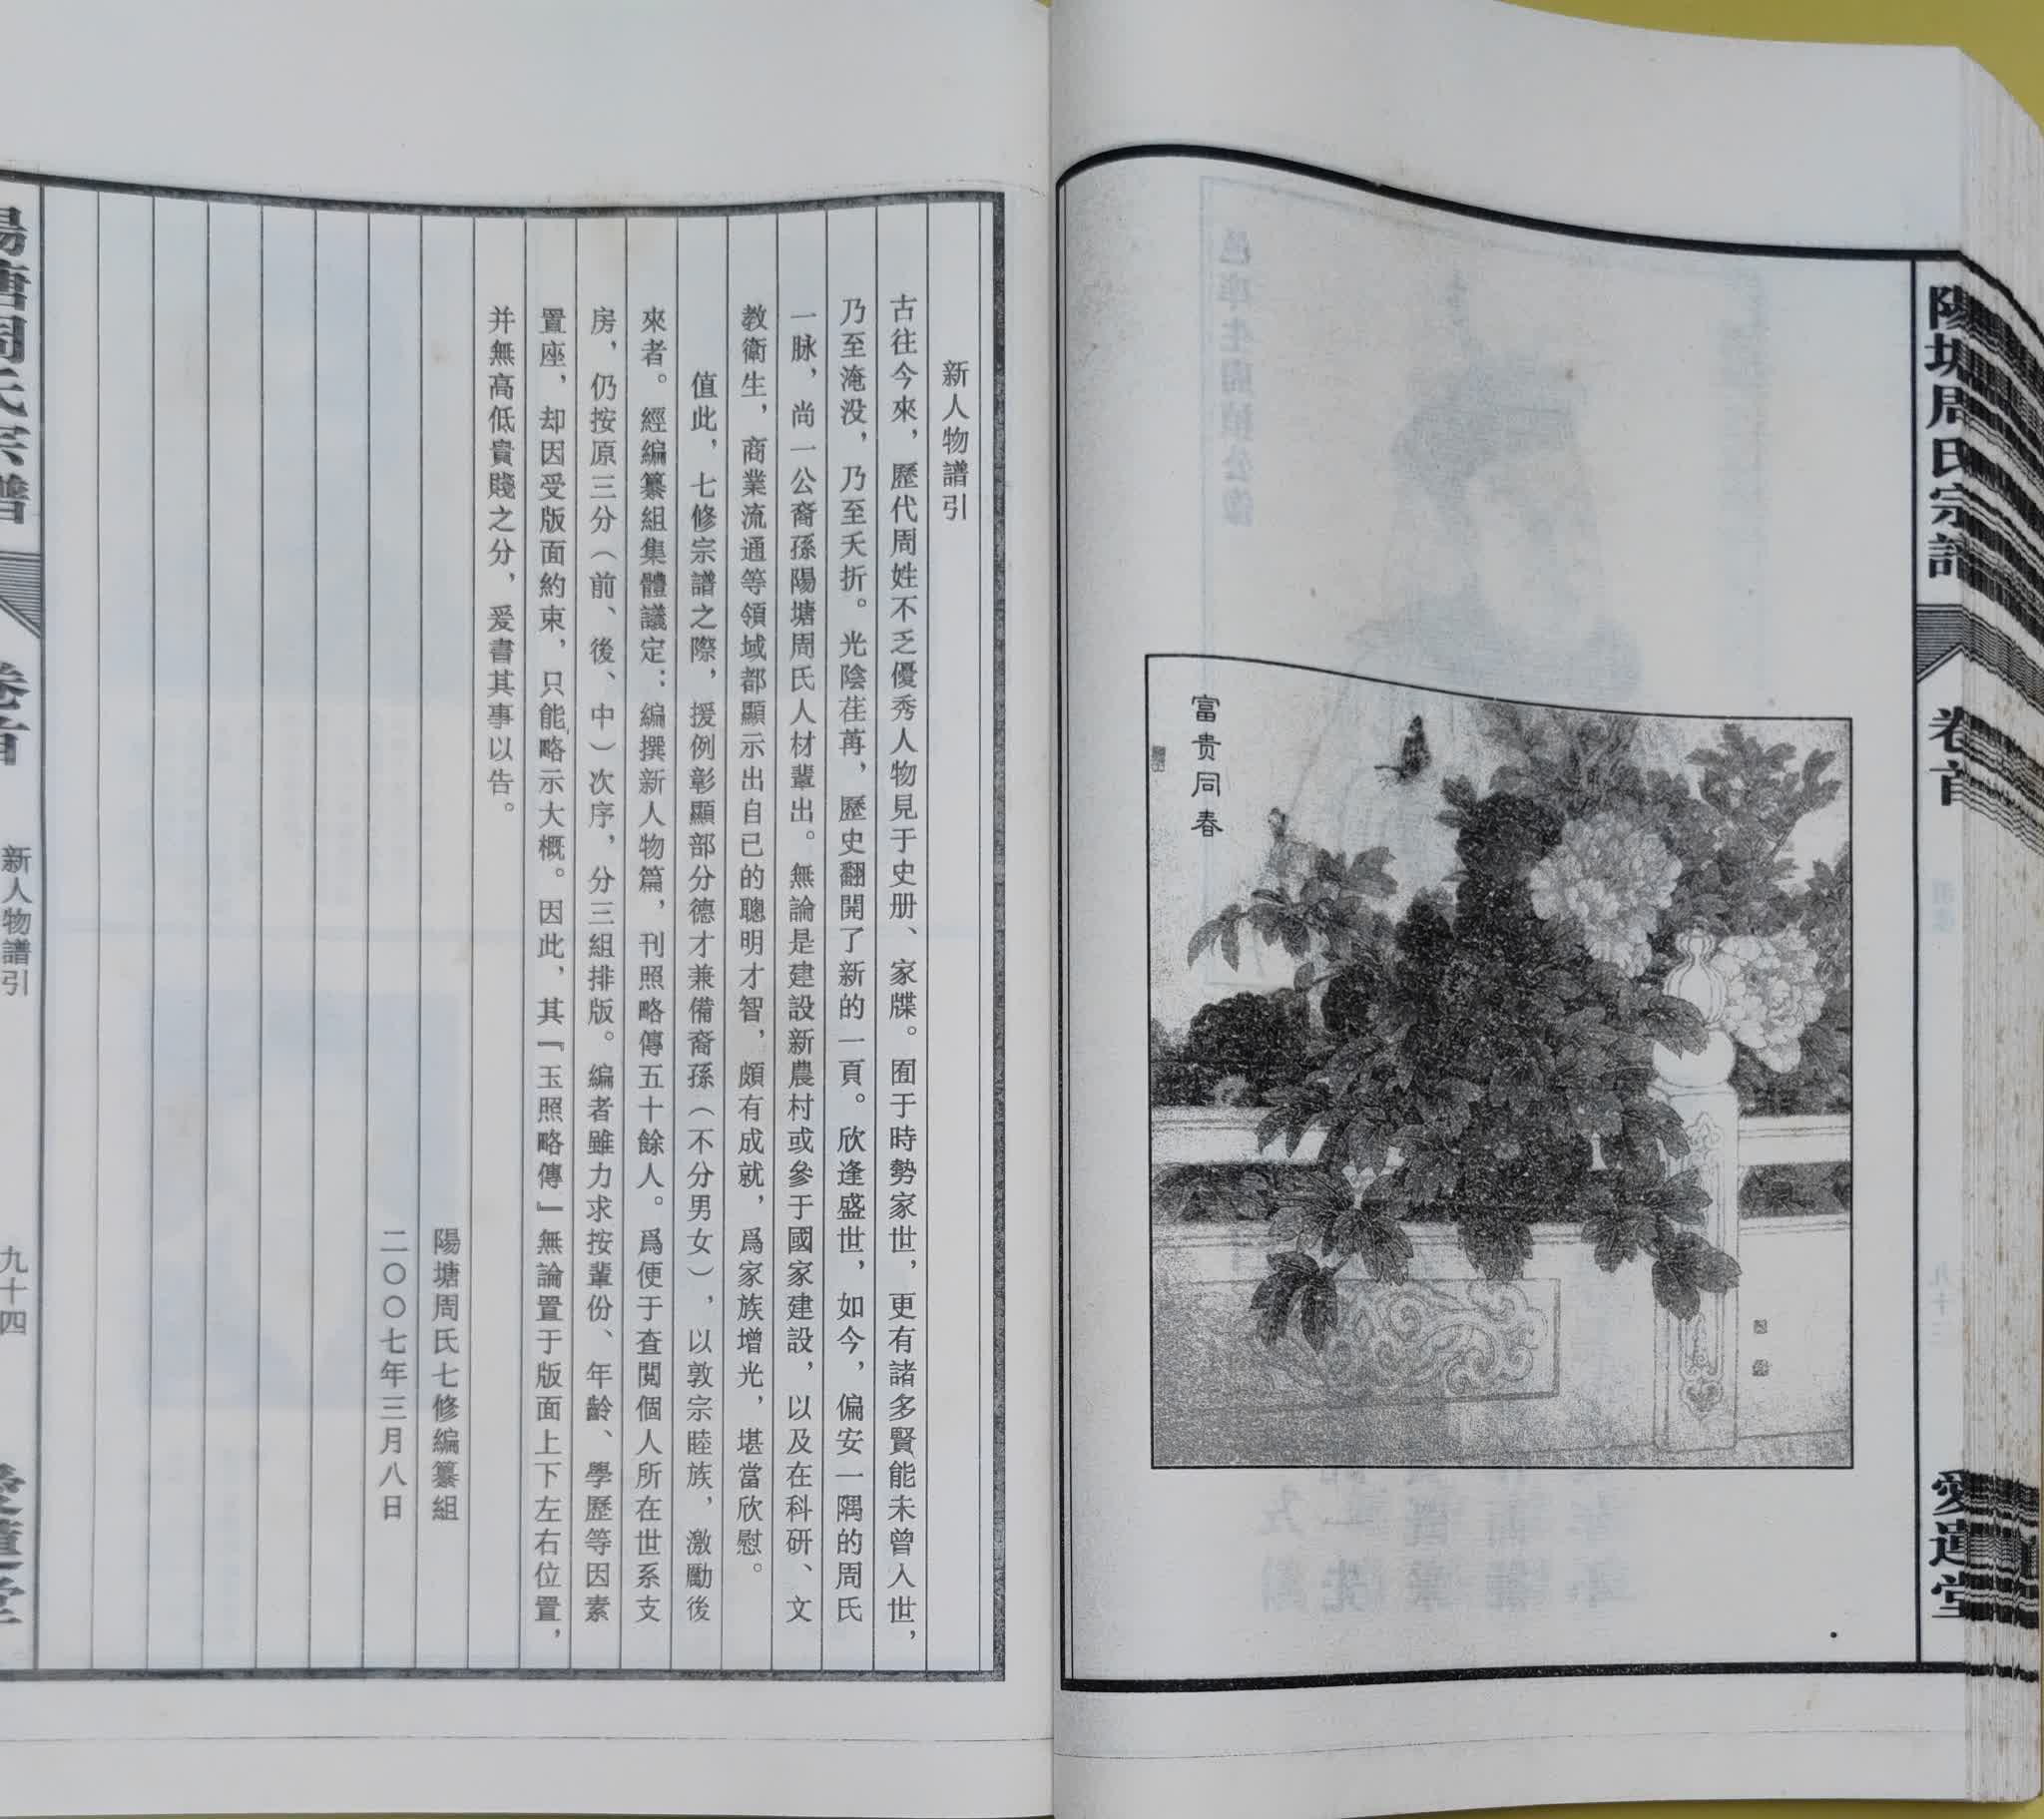 陽塘周氏宗譜
卷首
愛蓮堂
富贵同春
新人物譜引
古往今來，歷代周姓不乏優秀人物見于史册、家牒。囿于時勢家世，更有諸多賢能未曾入世，
乃至淹没，乃至夭折。光陰荏苒，歷史翻開了新的一頁。欣逢盛世，如今，偏安一隅的周氏
一脉，尚一公裔孫陽塘周氏人材輩出。無論是建設新農村或參于國家建設，以及在科研、文
教衛生，商業流通等領域都顯示出自已的聰明才智，頗有成就，爲家族增光，堪當欣慰。
值此，七修宗譜之際，援例彰顯部分德才兼備裔孫（不分男女），以敦宗睦族，激勵後
來者。經編纂組集體議定：編撰新人物篇，刊照略傳五十餘人。爲便于查閲個人所在世系支
房，仍按原三分（前、後、中）次序，分三組排版。編者雖力求按輩份、年齡、學歷等因素
置座，却因受版面約束，只能略示大概。因此，其『玉照略傳』無論置于版面上下左右位置，
并無高低貴賤之分，爰書其事以告。
陽塘周氏七修編纂組
二〇〇七年三月八日
陽塘周氏宗譜
卷首
新人物譜引
九十四
愛蓮堂